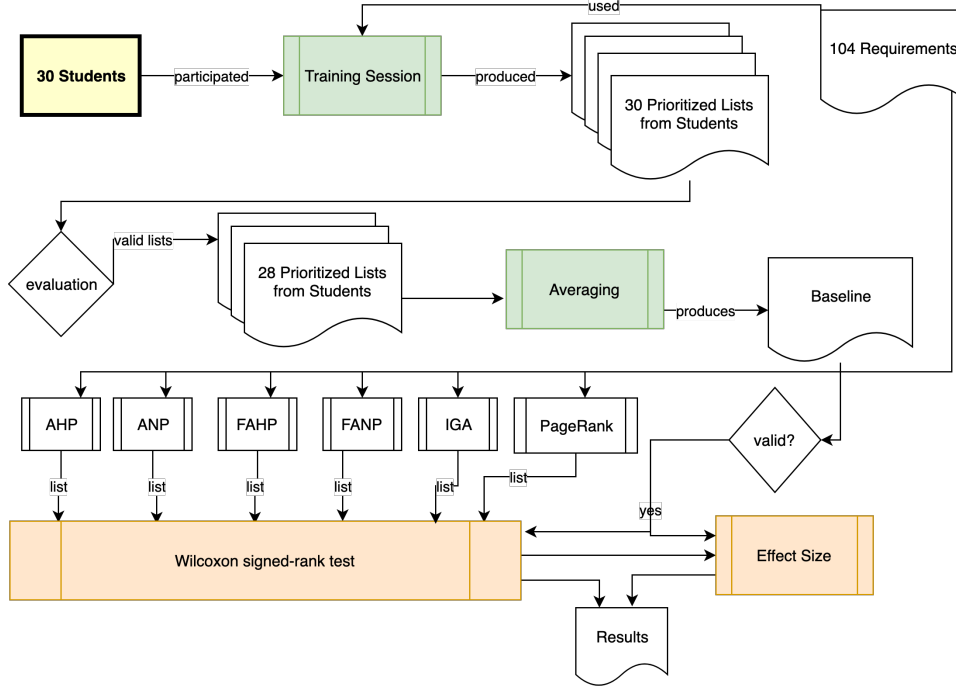 used
30 Students
participated
Training Session
produced
104 Requirements
30 Prioritized Lists
from Students
evaluation
valid lists
28 Prioritized Lists
from Students
Averaging
produces
Baseline
AHP
ANP
FAHP
FANP
IGA
PageRank
valid?
list
list
list
list
list
list
yes
Wilcoxon signed-rank test
Effect Size
Results